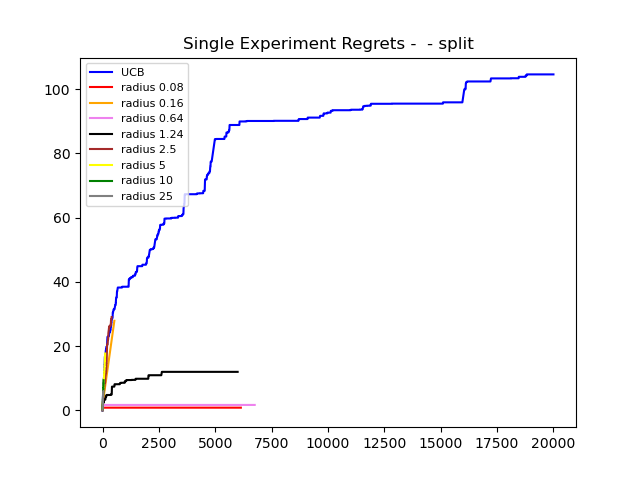 Single Experiment Regrets -  - split
UCB
radius 0.08
radius 0.16
radius 0.64
radius 1.24
radius 2.5
radius 5
radius 10
radius 25
100
80
60
40
20
0
0 2500 5000 7500 10000 12500 15000 17500 20000